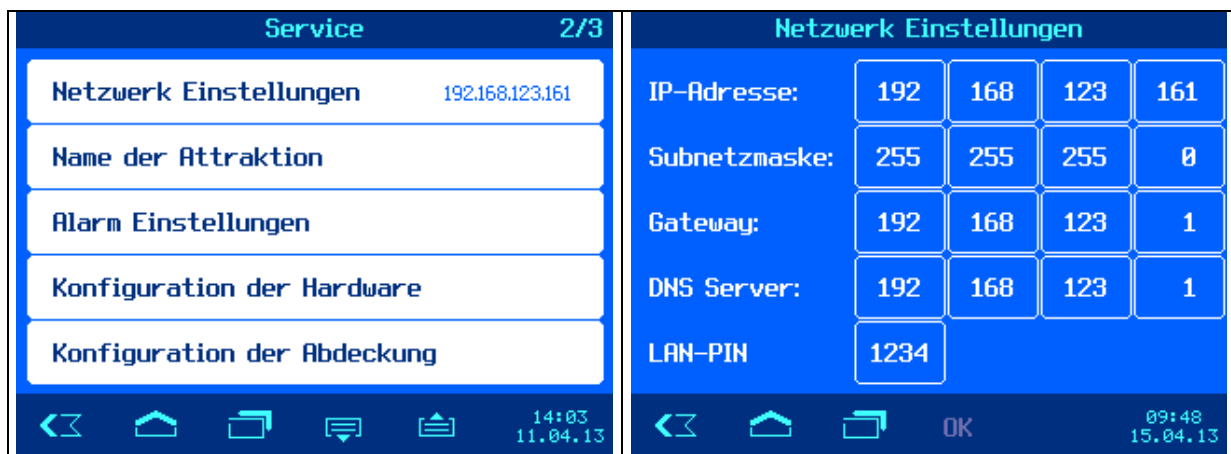 Service 2/3
Netzwerk Einstellungen 192.168.123.161
Name der Attraktion
Alarm Einstellungen
Konfiguration der Hardware
Konfiguration der Abdeckung
14:03
11.04.13
Netzwerk Einstellungen
IP-Adresse: 192 168 123 161
Subnetzmaske: 255 255 255 0
Gateway: 192 168 123 1
DNS Server: 192 168 123 1
LAN-PIN 1234
OK 09:48
15.04.13